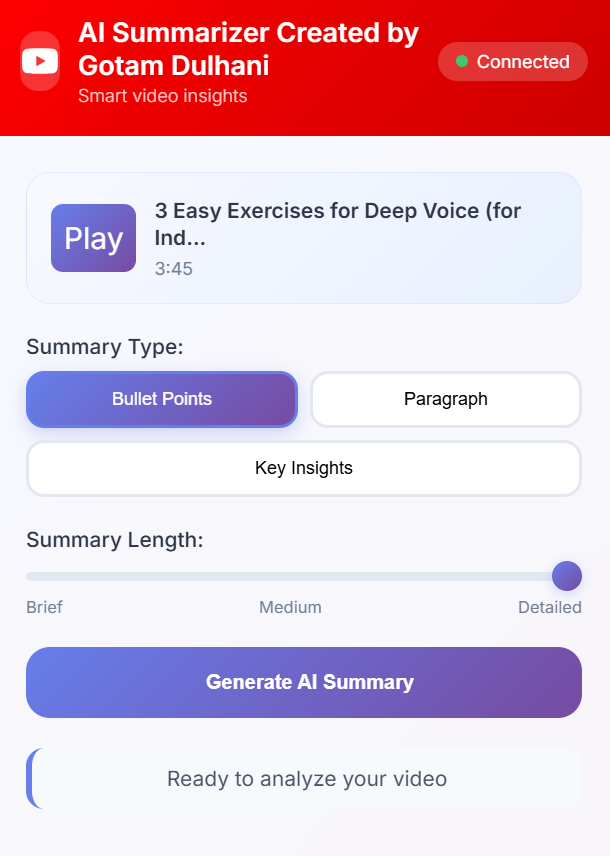 AI Summarizer Created by
Gotam Dulhani
Smart video insights
Connected
Play
3 Easy Exercises for Deep Voice (for
Ind...
3:45
Summary Type:
Bullet Points
Paragraph
Key Insights
Summary Length:
Brief
Medium
Detailed
Generate AI Summary
Ready to analyze your video